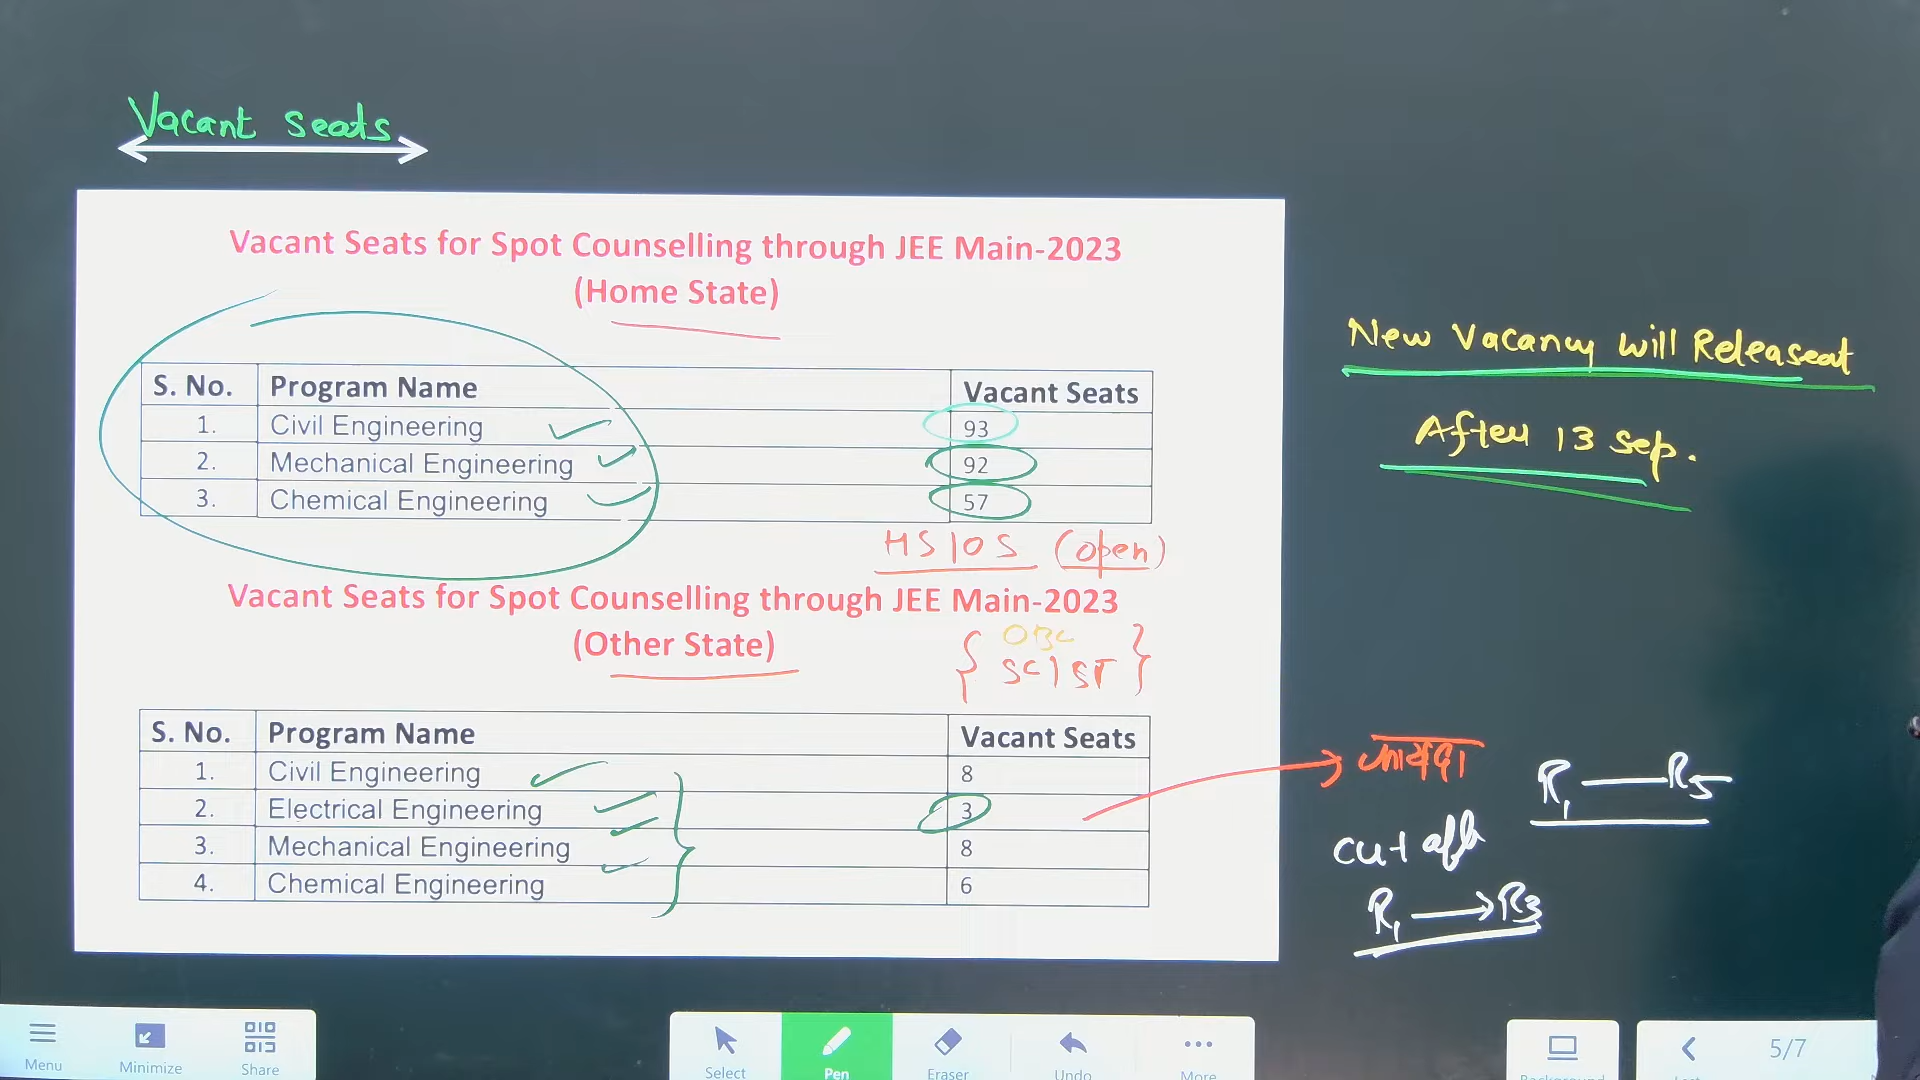 Vacant seats
Vacant Seats for Spot Counselling through JEE Main-2023
(Home State)
S. No. Program Name Vacant Seats
1. Civil Engineering 93
2. Mechanical Engineering 92
3. Chemical Engineering 57
HS|OS (open)
Vacant Seats for Spot Counselling through JEE Main-2023
(Other State)
{ OBC
SC|ST }
S. No. Program Name Vacant Seats
1. Civil Engineering 8
2. Electrical Engineering 3
3. Mechanical Engineering 8
4. Chemical Engineering 6
New Vacancy will Releaseat
After 13 sep.
R1 — R5
cut off
R1 → R3
Menu
Minimize
Share
Select
Pen
Eraser
Undo
More
Background
5/7